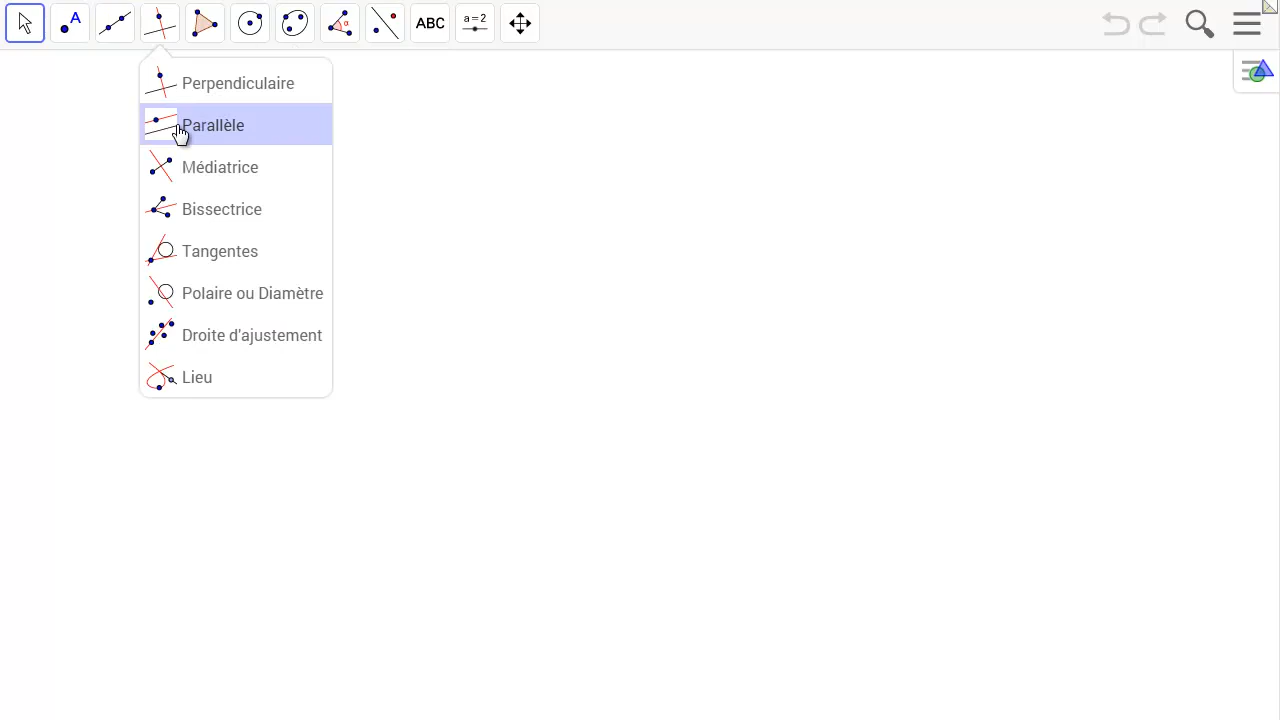 A
α
ABC
a=2
Perpendiculaire
Parallèle
Médiatrice
Bissectrice
Tangentes
Polaire ou Diamètre
Droite d'ajustement
Lieu